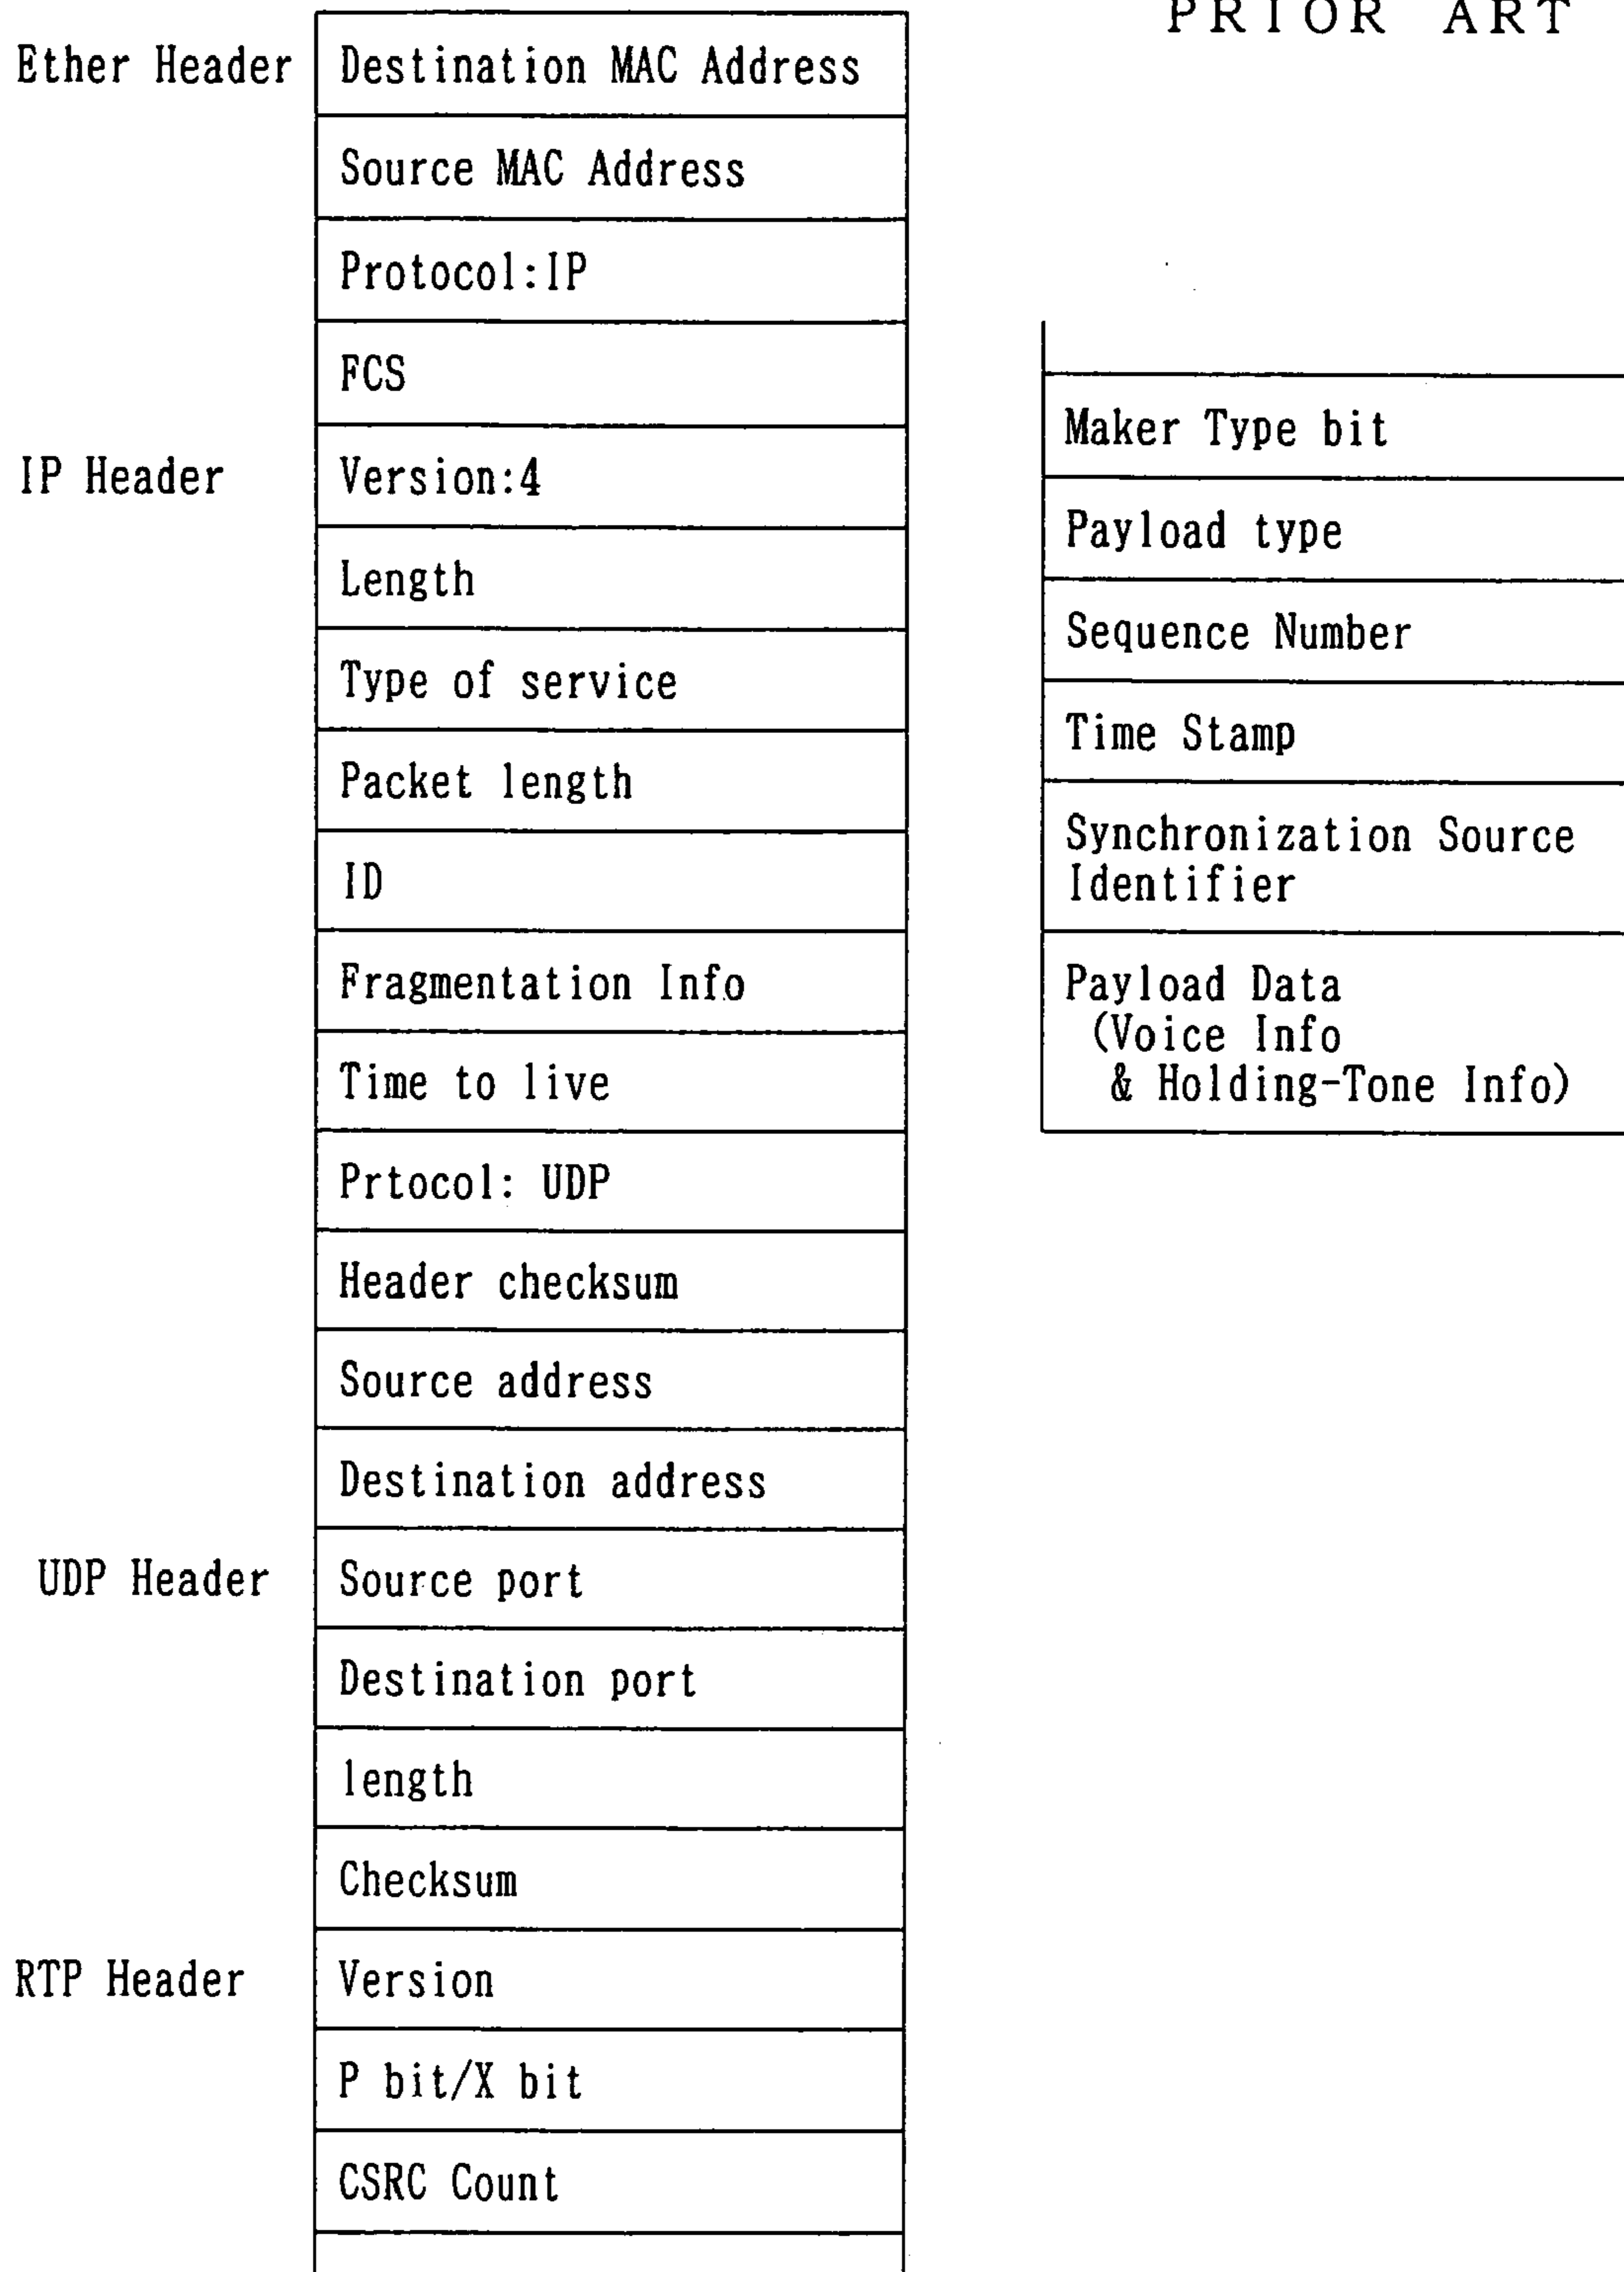 PRIOR ART
Ether Header
Destination MAC Address
Source MAC Address
Protocol:IP
FCS
IP Header
Version:4
Length
Type of service
Packet length
ID
Fragmentation Info
Time to live
Prtocol: UDP
Header checksum
Source address
Destination address
UDP Header
Source port
Destination port
length
Checksum
RTP Header
Version
P bit/X bit
CSRC Count
Maker Type bit
Payload type
Sequence Number
Time Stamp
Synchronization Source
Identifier
Payload Data
(Voice Info
& Holding-Tone Info)